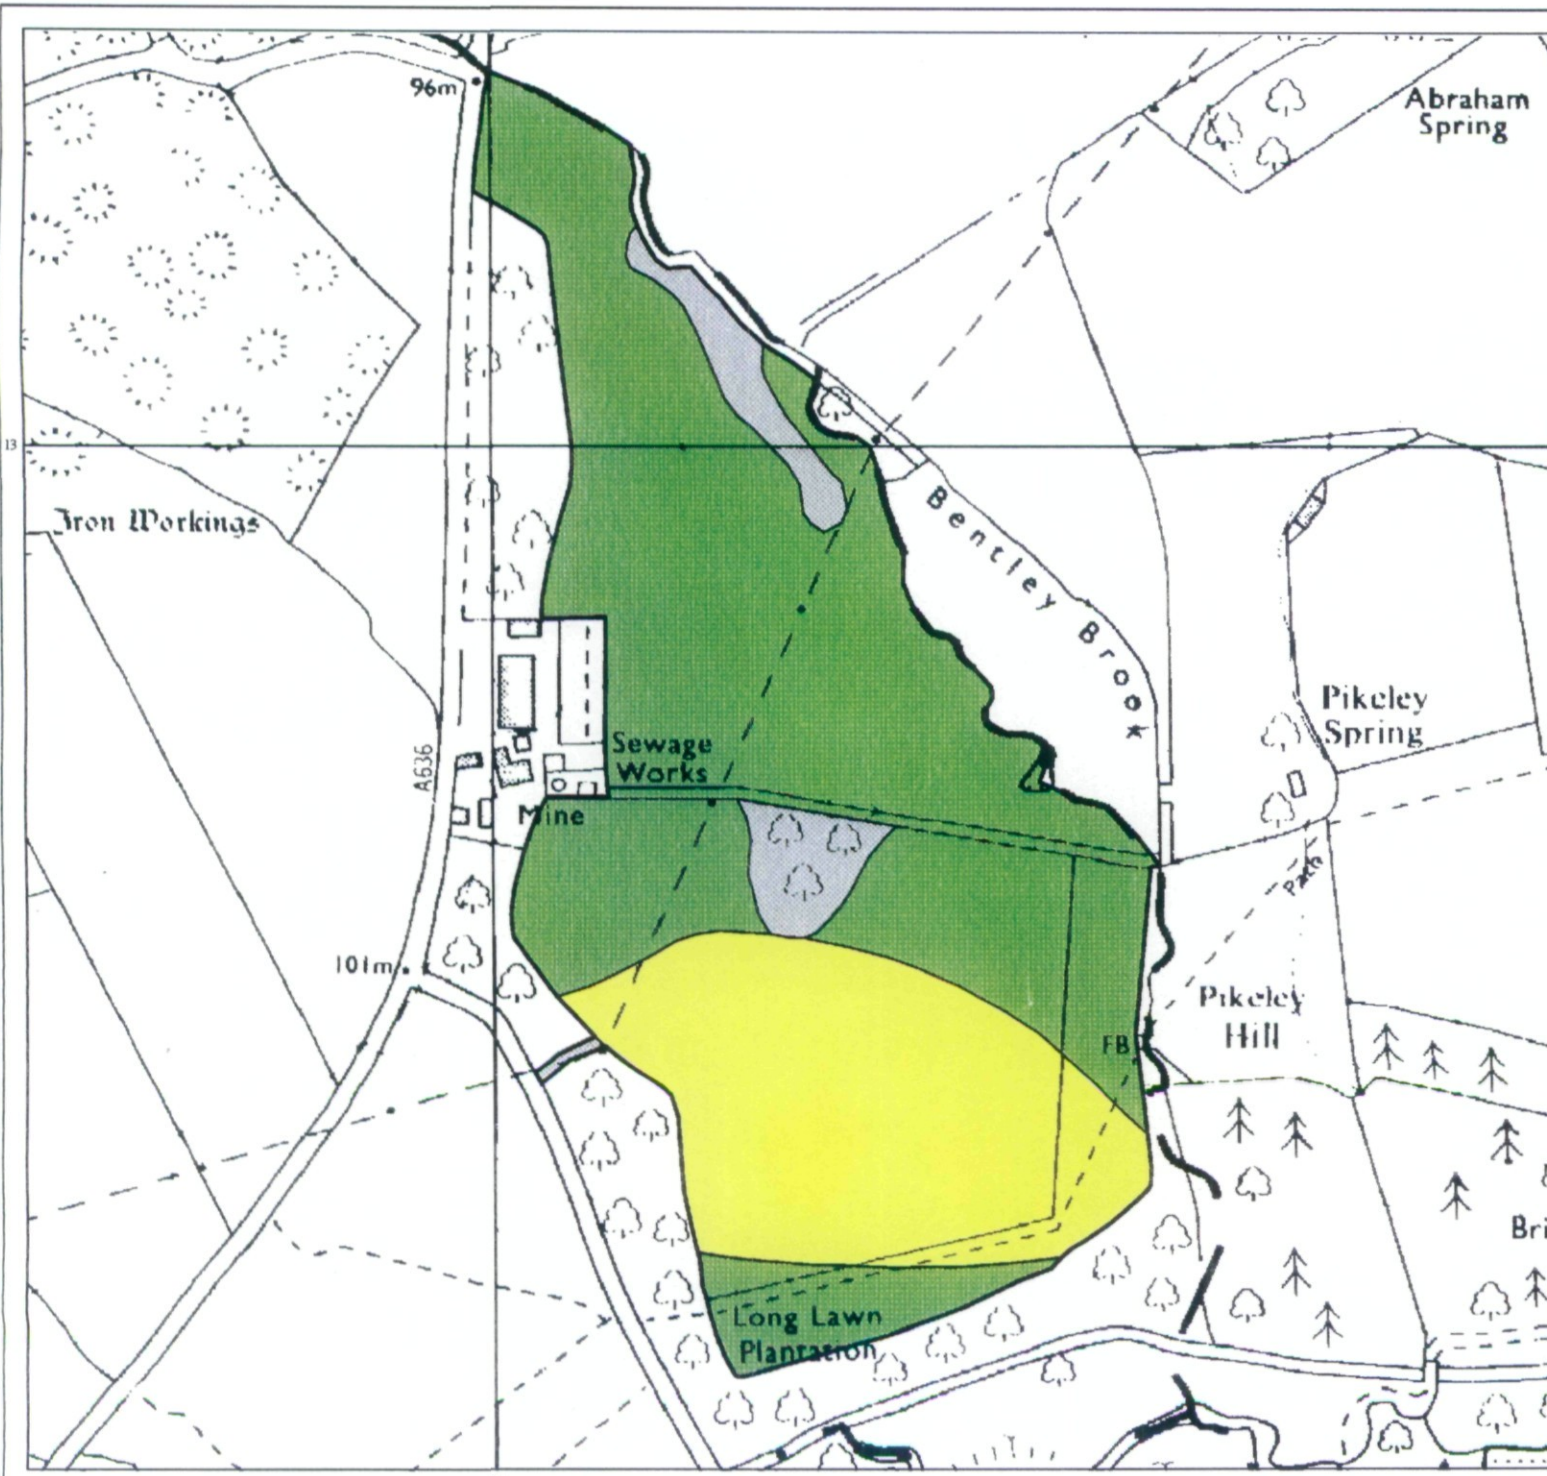 96m
Abraham
Spring
13
Iron Workings
Bentley Brook
Pikeley
Spring
Sewage
Works
A636
Mine
Path
101m
Pikeley
Hill
FB
Bri
Long Lawn
Plantation